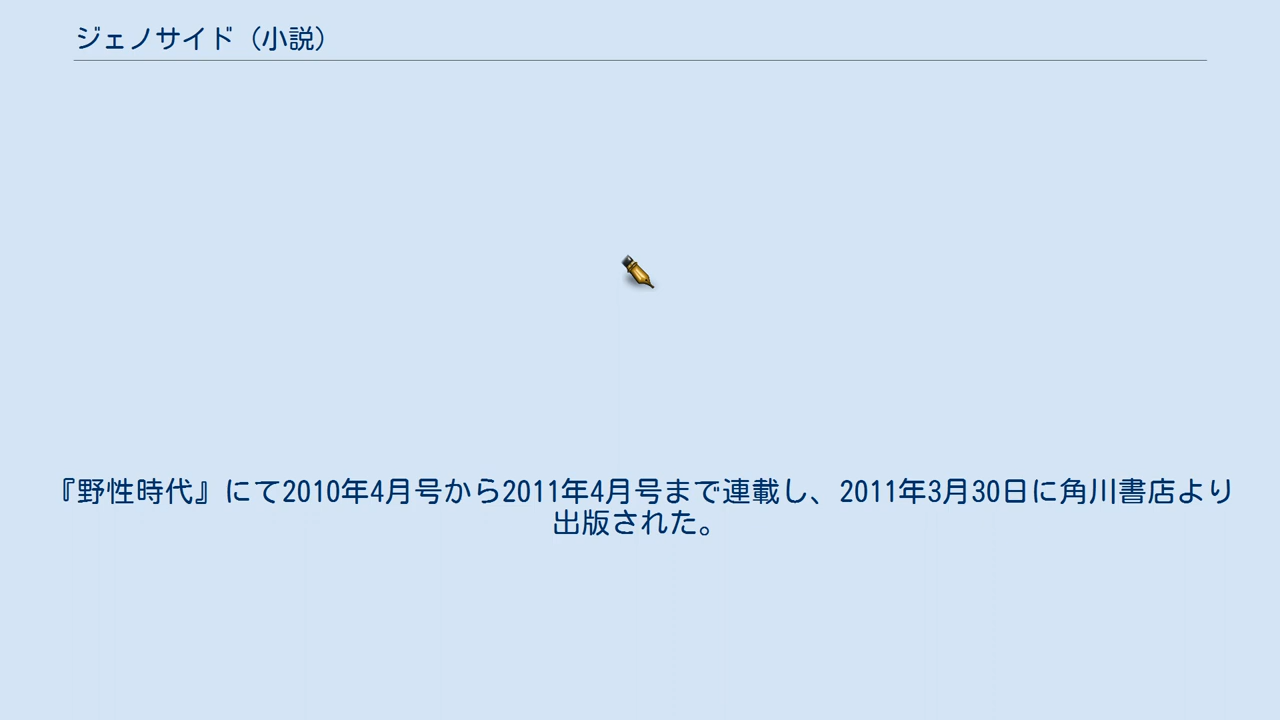 ジェノサイド（小説）
『野性時代』にて2010年4月号から2011年4月号まで連載し、2011年3月30日に角川書店より
出版された。